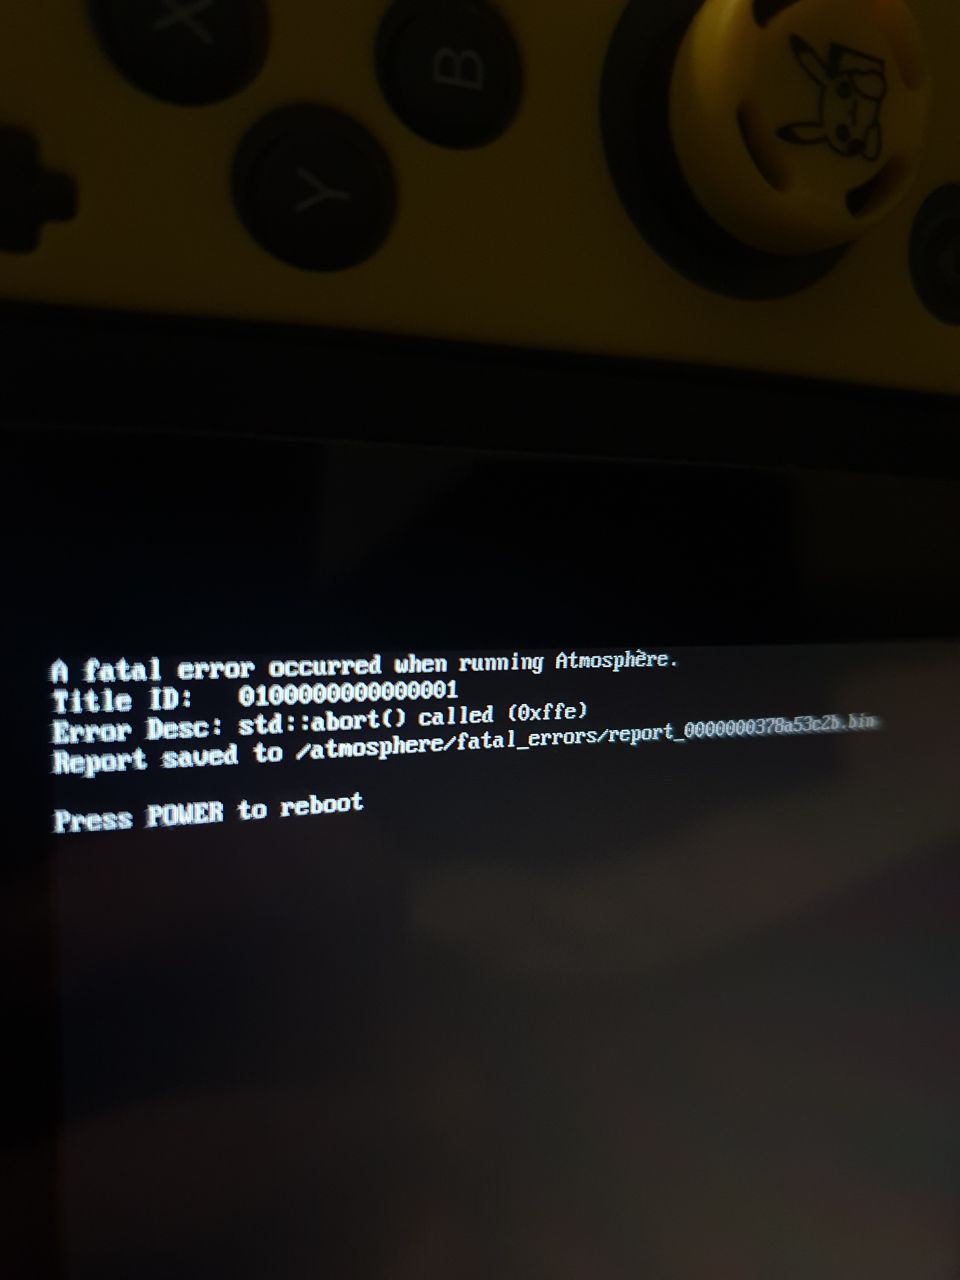 X
B
Y
A fatal error occurred when running Atmosphère.
Title ID: 0100000000000001
Error Desc: std::abort() called (0xffe)
Report saved to /atmosphere/fatal_errors/report_0000000378a53c2b.bin
Press POWER to reboot